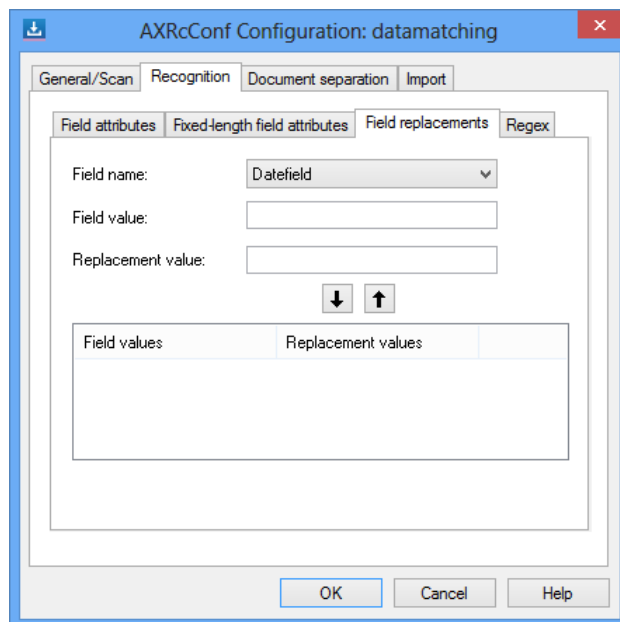 AXRcConf Configuration: datamatching
General/Scan Recognition Document separation Import
Field attributes Fixed-length field attributes Field replacements Regex
Field name: Datefield
Field value:
Replacement value:
Field values Replacement values
OK Cancel Help